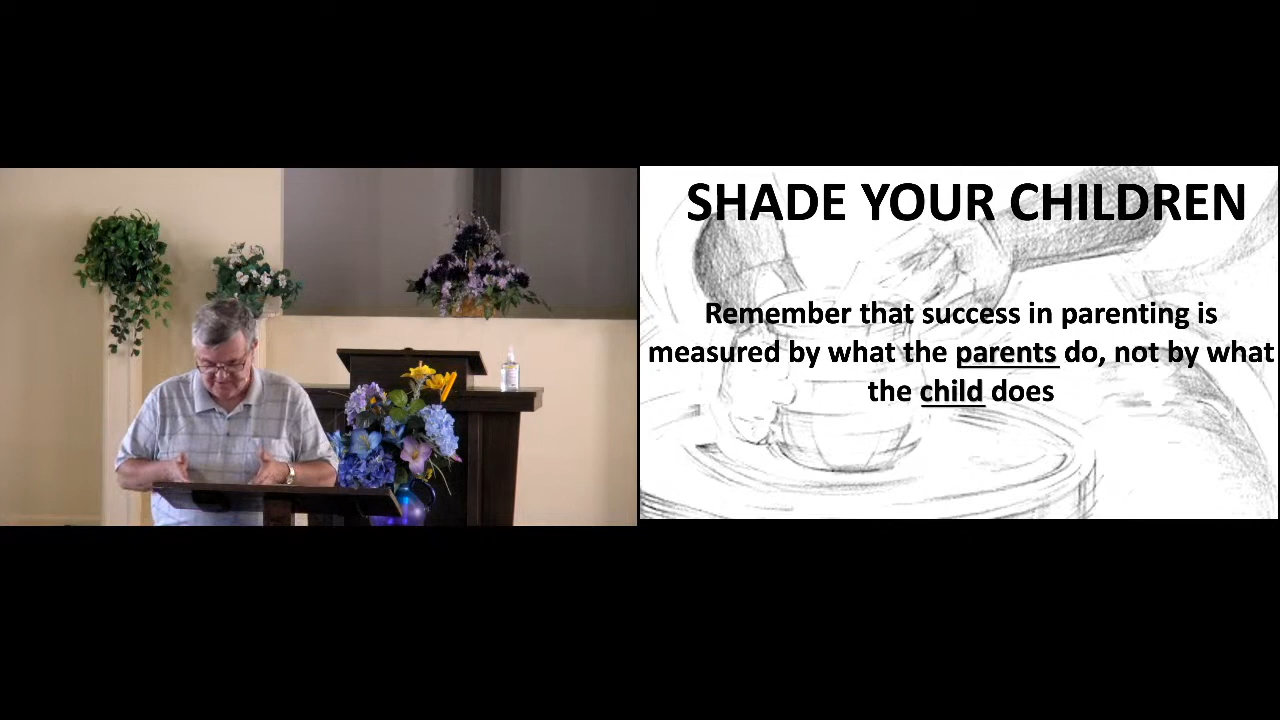 SHADE YOUR CHILDREN
Remember that success in parenting is
measured by what the parents do, not by what
the child does